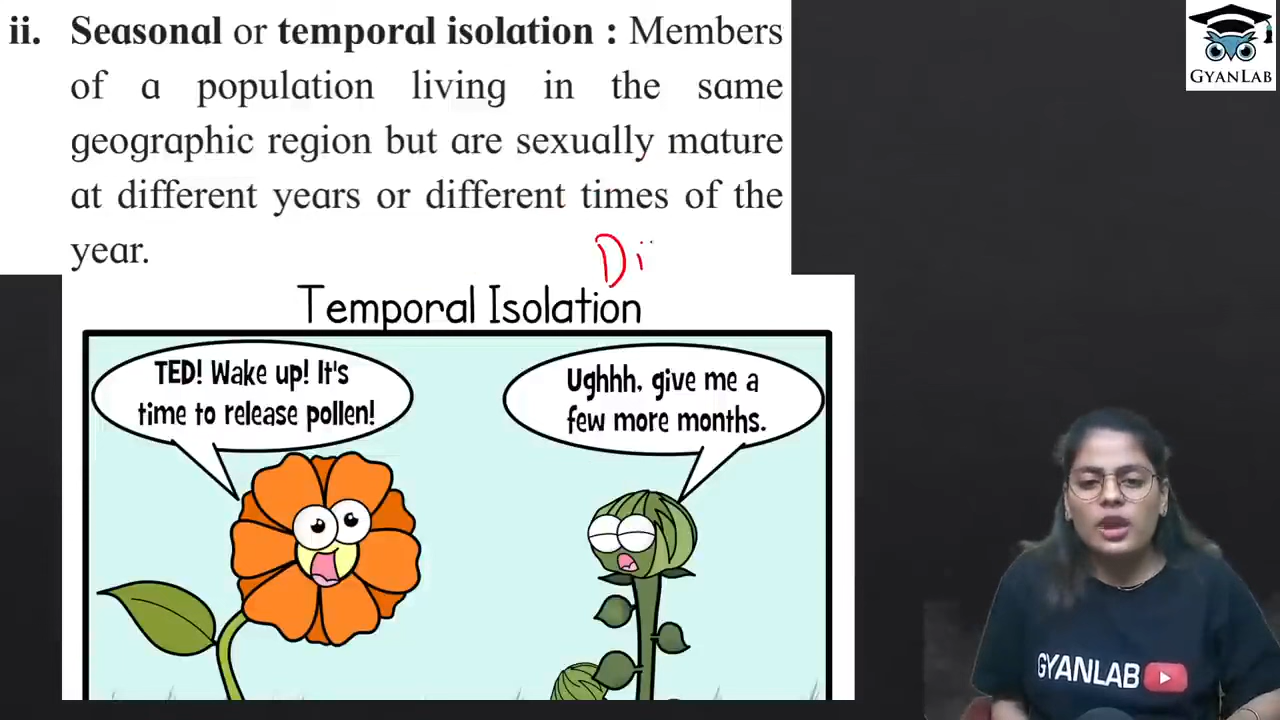 ii. Seasonal or temporal isolation : Members
of a population living in the same
geographic region but are sexually mature
at different years or different times of the
year.
Di
Temporal Isolation
TED! Wake up! It's
time to release pollen!
Ughhh, give me a
few more months.
GYANLAB
GYANLAB